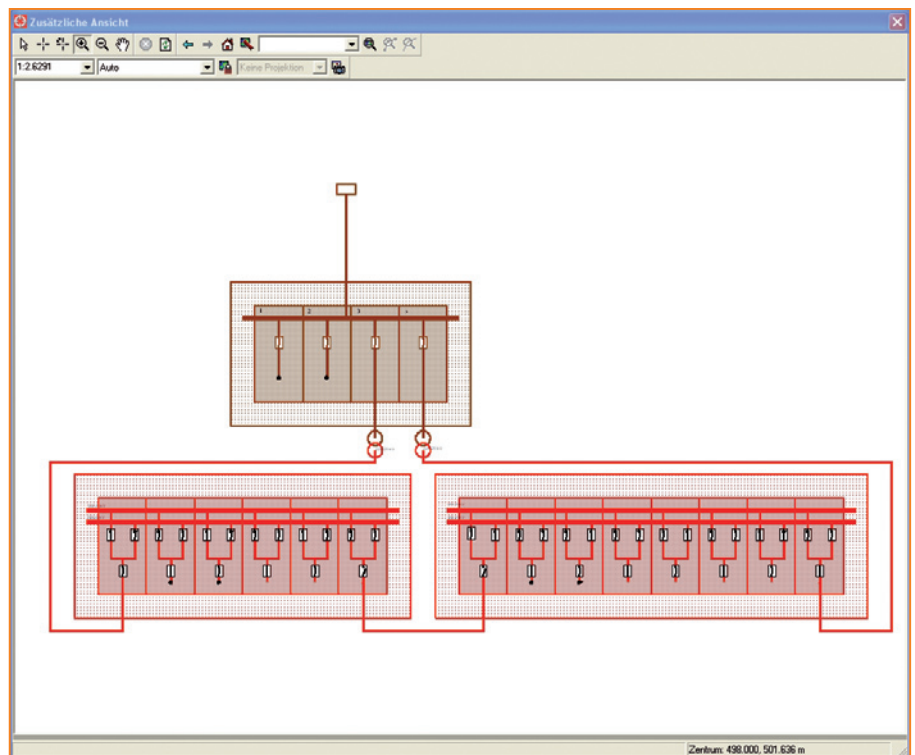 Zusätzliche Ansicht
1:2.6291 Auto Keine Projektion
1 2 3 4
Zentrum: 498.000, 501.636 m